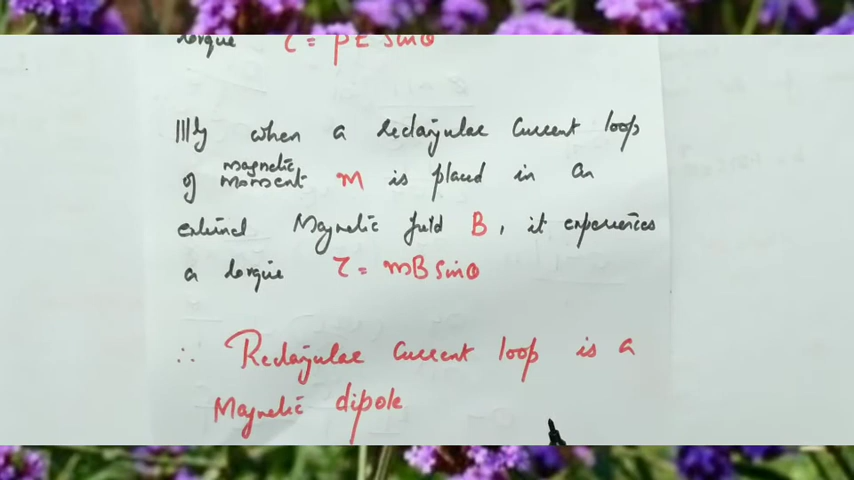 torque τ = pE sinθ
|||ly when a rectangular current loop
of magnetic moment m is placed in an
external Magnetic field B, it experiences
a torque τ = mB sinθ
∴ Rectangular current loop is a
Magnetic dipole